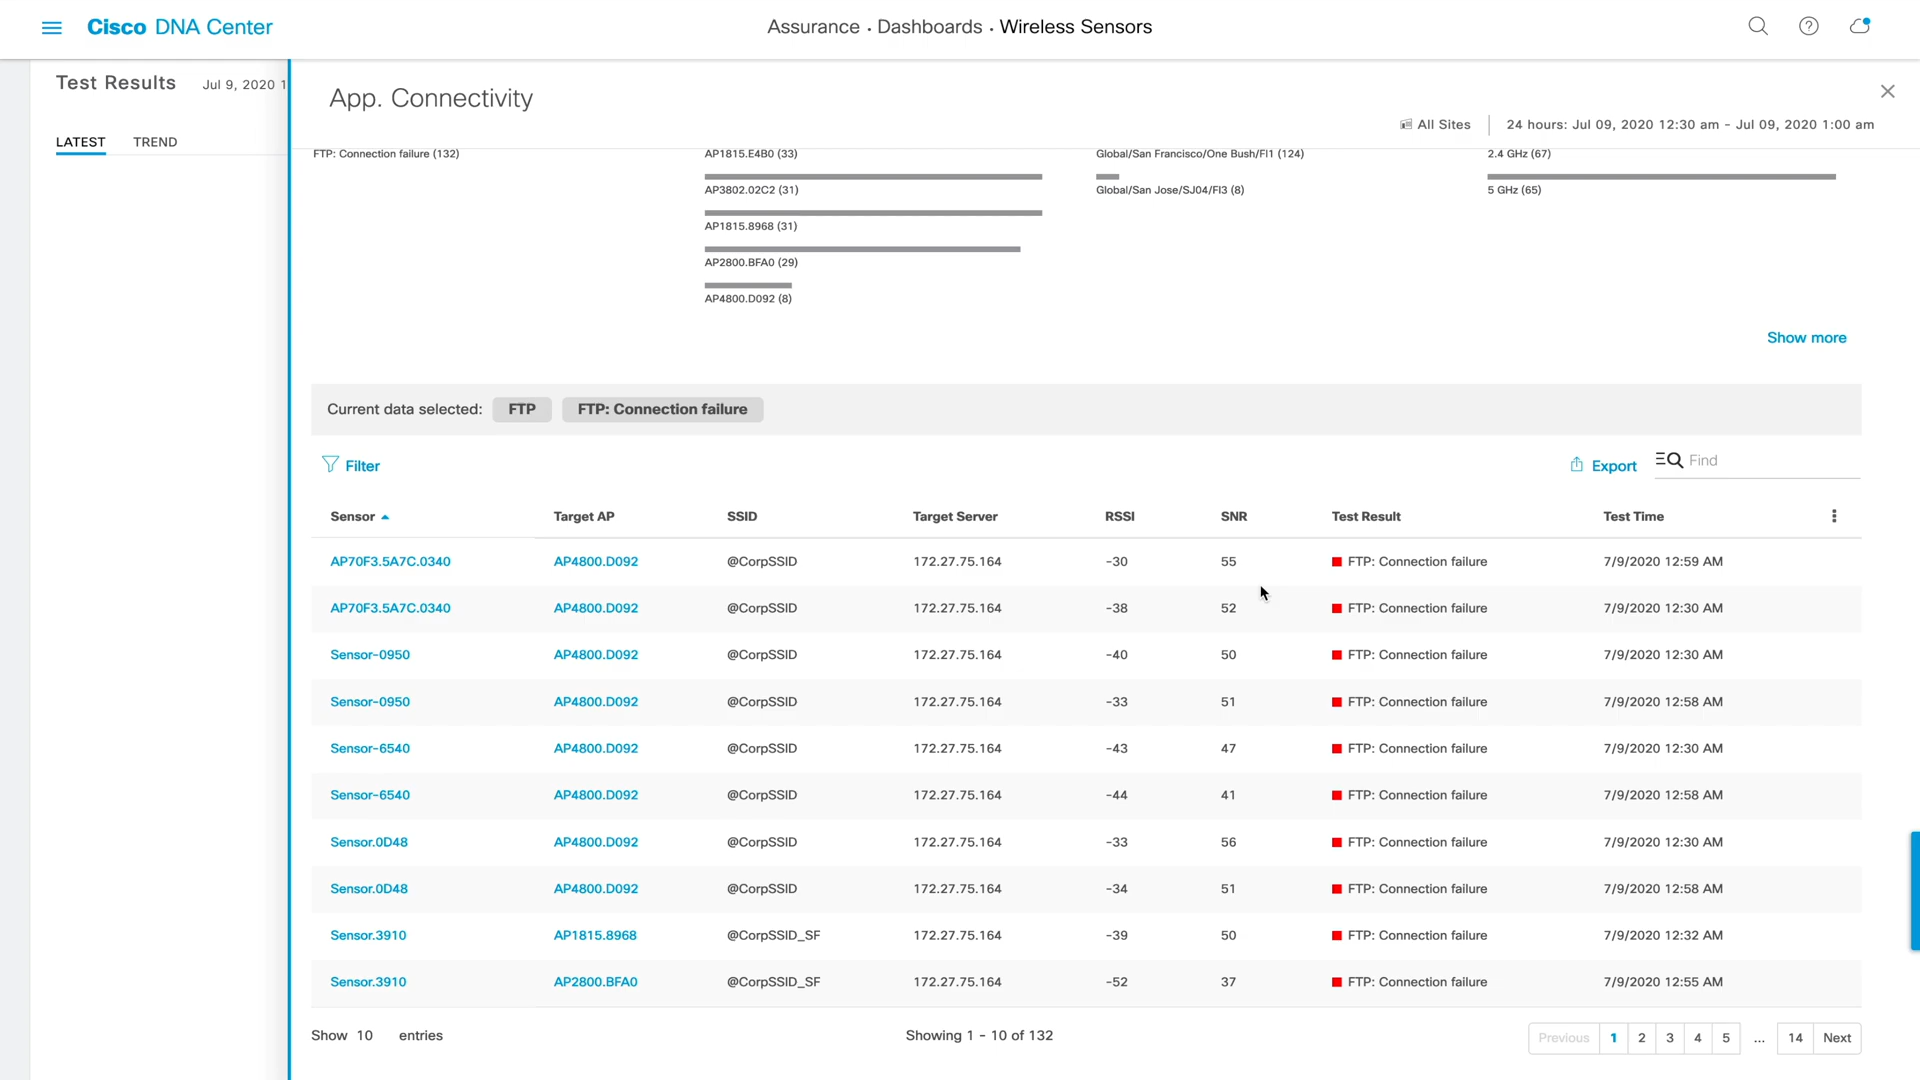 Cisco DNA Center
Assurance . Dashboards . Wireless Sensors
Test Results Jul 9, 2020 1
LATEST TREND
App. Connectivity
All Sites 24 hours: Jul 09, 2020 12:30 am - Jul 09, 2020 1:00 am
FTP: Connection failure (132)
AP1815.E4B0 (33)
AP3802.02C2 (31)
AP1815.8968 (31)
AP2800.BFA0 (29)
AP4800.D092 (8)
Global/San Francisco/One Bush/Fl1 (124)
Global/San Jose/SJ04/Fl3 (8)
2.4 GHz (67)
5 GHz (65)
Show more
Current data selected: FTP FTP: Connection failure
Filter Export Find
Sensor Target AP SSID Target Server RSSI SNR Test Result Test Time
AP70F3.5A7C.0340 AP4800.D092 @CorpSSID 172.27.75.164 -30 55 FTP: Connection failure 7/9/2020 12:59 AM
AP70F3.5A7C.0340 AP4800.D092 @CorpSSID 172.27.75.164 -38 52 FTP: Connection failure 7/9/2020 12:30 AM
Sensor-0950 AP4800.D092 @CorpSSID 172.27.75.164 -40 50 FTP: Connection failure 7/9/2020 12:30 AM
Sensor-0950 AP4800.D092 @CorpSSID 172.27.75.164 -33 51 FTP: Connection failure 7/9/2020 12:58 AM
Sensor-6540 AP4800.D092 @CorpSSID 172.27.75.164 -43 47 FTP: Connection failure 7/9/2020 12:30 AM
Sensor-6540 AP4800.D092 @CorpSSID 172.27.75.164 -44 41 FTP: Connection failure 7/9/2020 12:58 AM
Sensor.0D48 AP4800.D092 @CorpSSID 172.27.75.164 -33 56 FTP: Connection failure 7/9/2020 12:30 AM
Sensor.0D48 AP4800.D092 @CorpSSID 172.27.75.164 -34 51 FTP: Connection failure 7/9/2020 12:58 AM
Sensor.3910 AP1815.8968 @CorpSSID_SF 172.27.75.164 -39 50 FTP: Connection failure 7/9/2020 12:32 AM
Sensor.3910 AP2800.BFA0 @CorpSSID_SF 172.27.75.164 -52 37 FTP: Connection failure 7/9/2020 12:55 AM
Show 10 entries Showing 1 - 10 of 132 Previous 1 2 3 4 5 ... 14 Next